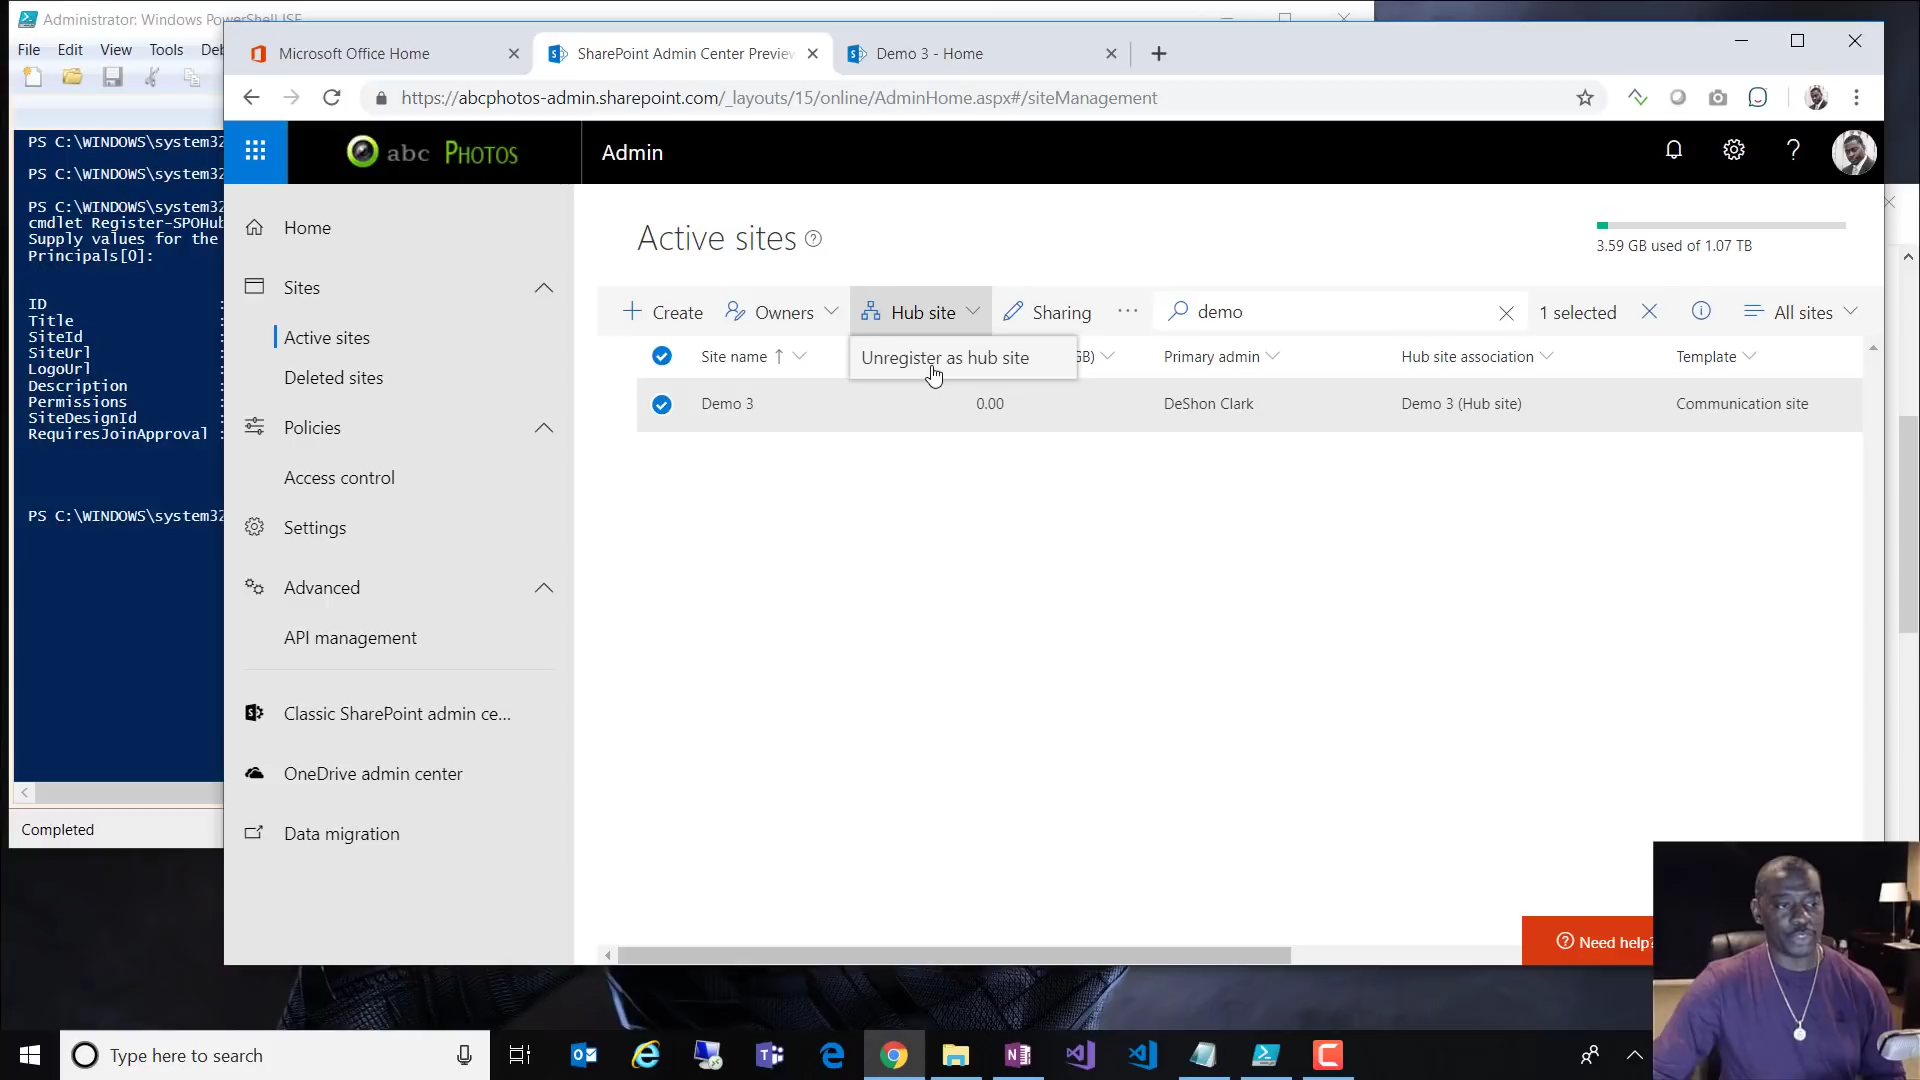 Administrator: Windows PowerShell ISE
File Edit View Tools Deb
PS C:\WINDOWS\system32
PS C:\WINDOWS\system32
PS C:\WINDOWS\system32
cmdlet Register-SPOHub
Supply values for the
Principals[0]:
ID :
Title :
SiteId :
SiteUrl :
LogoUrl :
Description :
Permissions :
SiteDesignId :
RequiresJoinApproval :
PS C:\WINDOWS\system32
Completed
Microsoft Office Home
SharePoint Admin Center Preview
Demo 3 - Home
https://abcphotos-admin.sharepoint.com/_layouts/15/online/AdminHome.aspx#/siteManagement
abc PHOTOS
Admin
Home
Sites
Active sites
Deleted sites
Policies
Access control
Settings
Advanced
API management
Classic SharePoint admin ce...
OneDrive admin center
Data migration
Active sites
3.59 GB used of 1.07 TB
Create Owners Hub site Sharing ... demo 1 selected All sites
Unregister as hub site
Site name GB) Primary admin Hub site association Template
Demo 3 0.00 DeShon Clark Demo 3 (Hub site) Communication site
Need help?
Type here to search